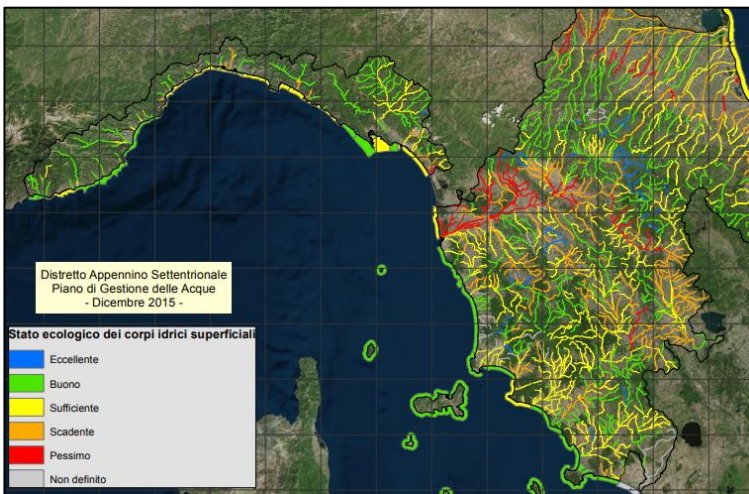 Distretto Appennino Settentrionale
Piano di Gestione delle Acque
- Dicembre 2015 -
Stato ecologico dei corpi idrici superficiali
Eccellente
Buono
Sufficiente
Scadente
Pessimo
Non definito